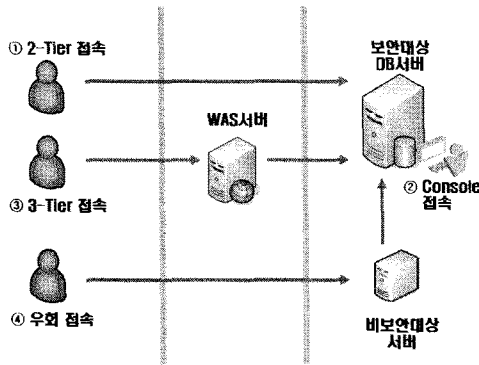 ① 2-Tier 접속
보안대상
DB서버
WAS서버
② Console
접속
③ 3-Tier 접속
④ 우회 접속
비보안대상
서버